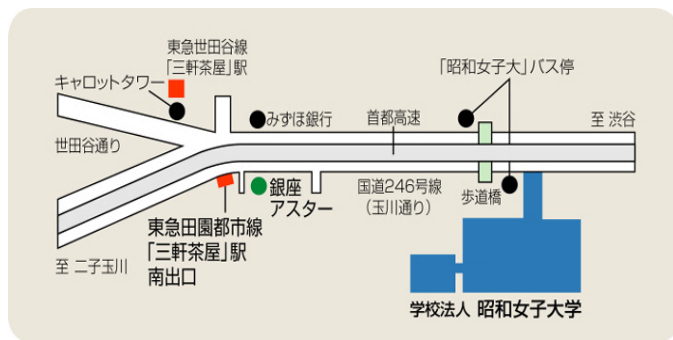 東急世田谷線
「三軒茶屋」駅
キャロットタワー
「昭和女子大」バス停
みずほ銀行
首都高速
至 渋谷
世田谷通り
銀座
アスター
国道246号線
（玉川通り）
歩道橋
東急田園都市線
「三軒茶屋」駅
南出口
至 二子玉川
学校法人 昭和女子大学